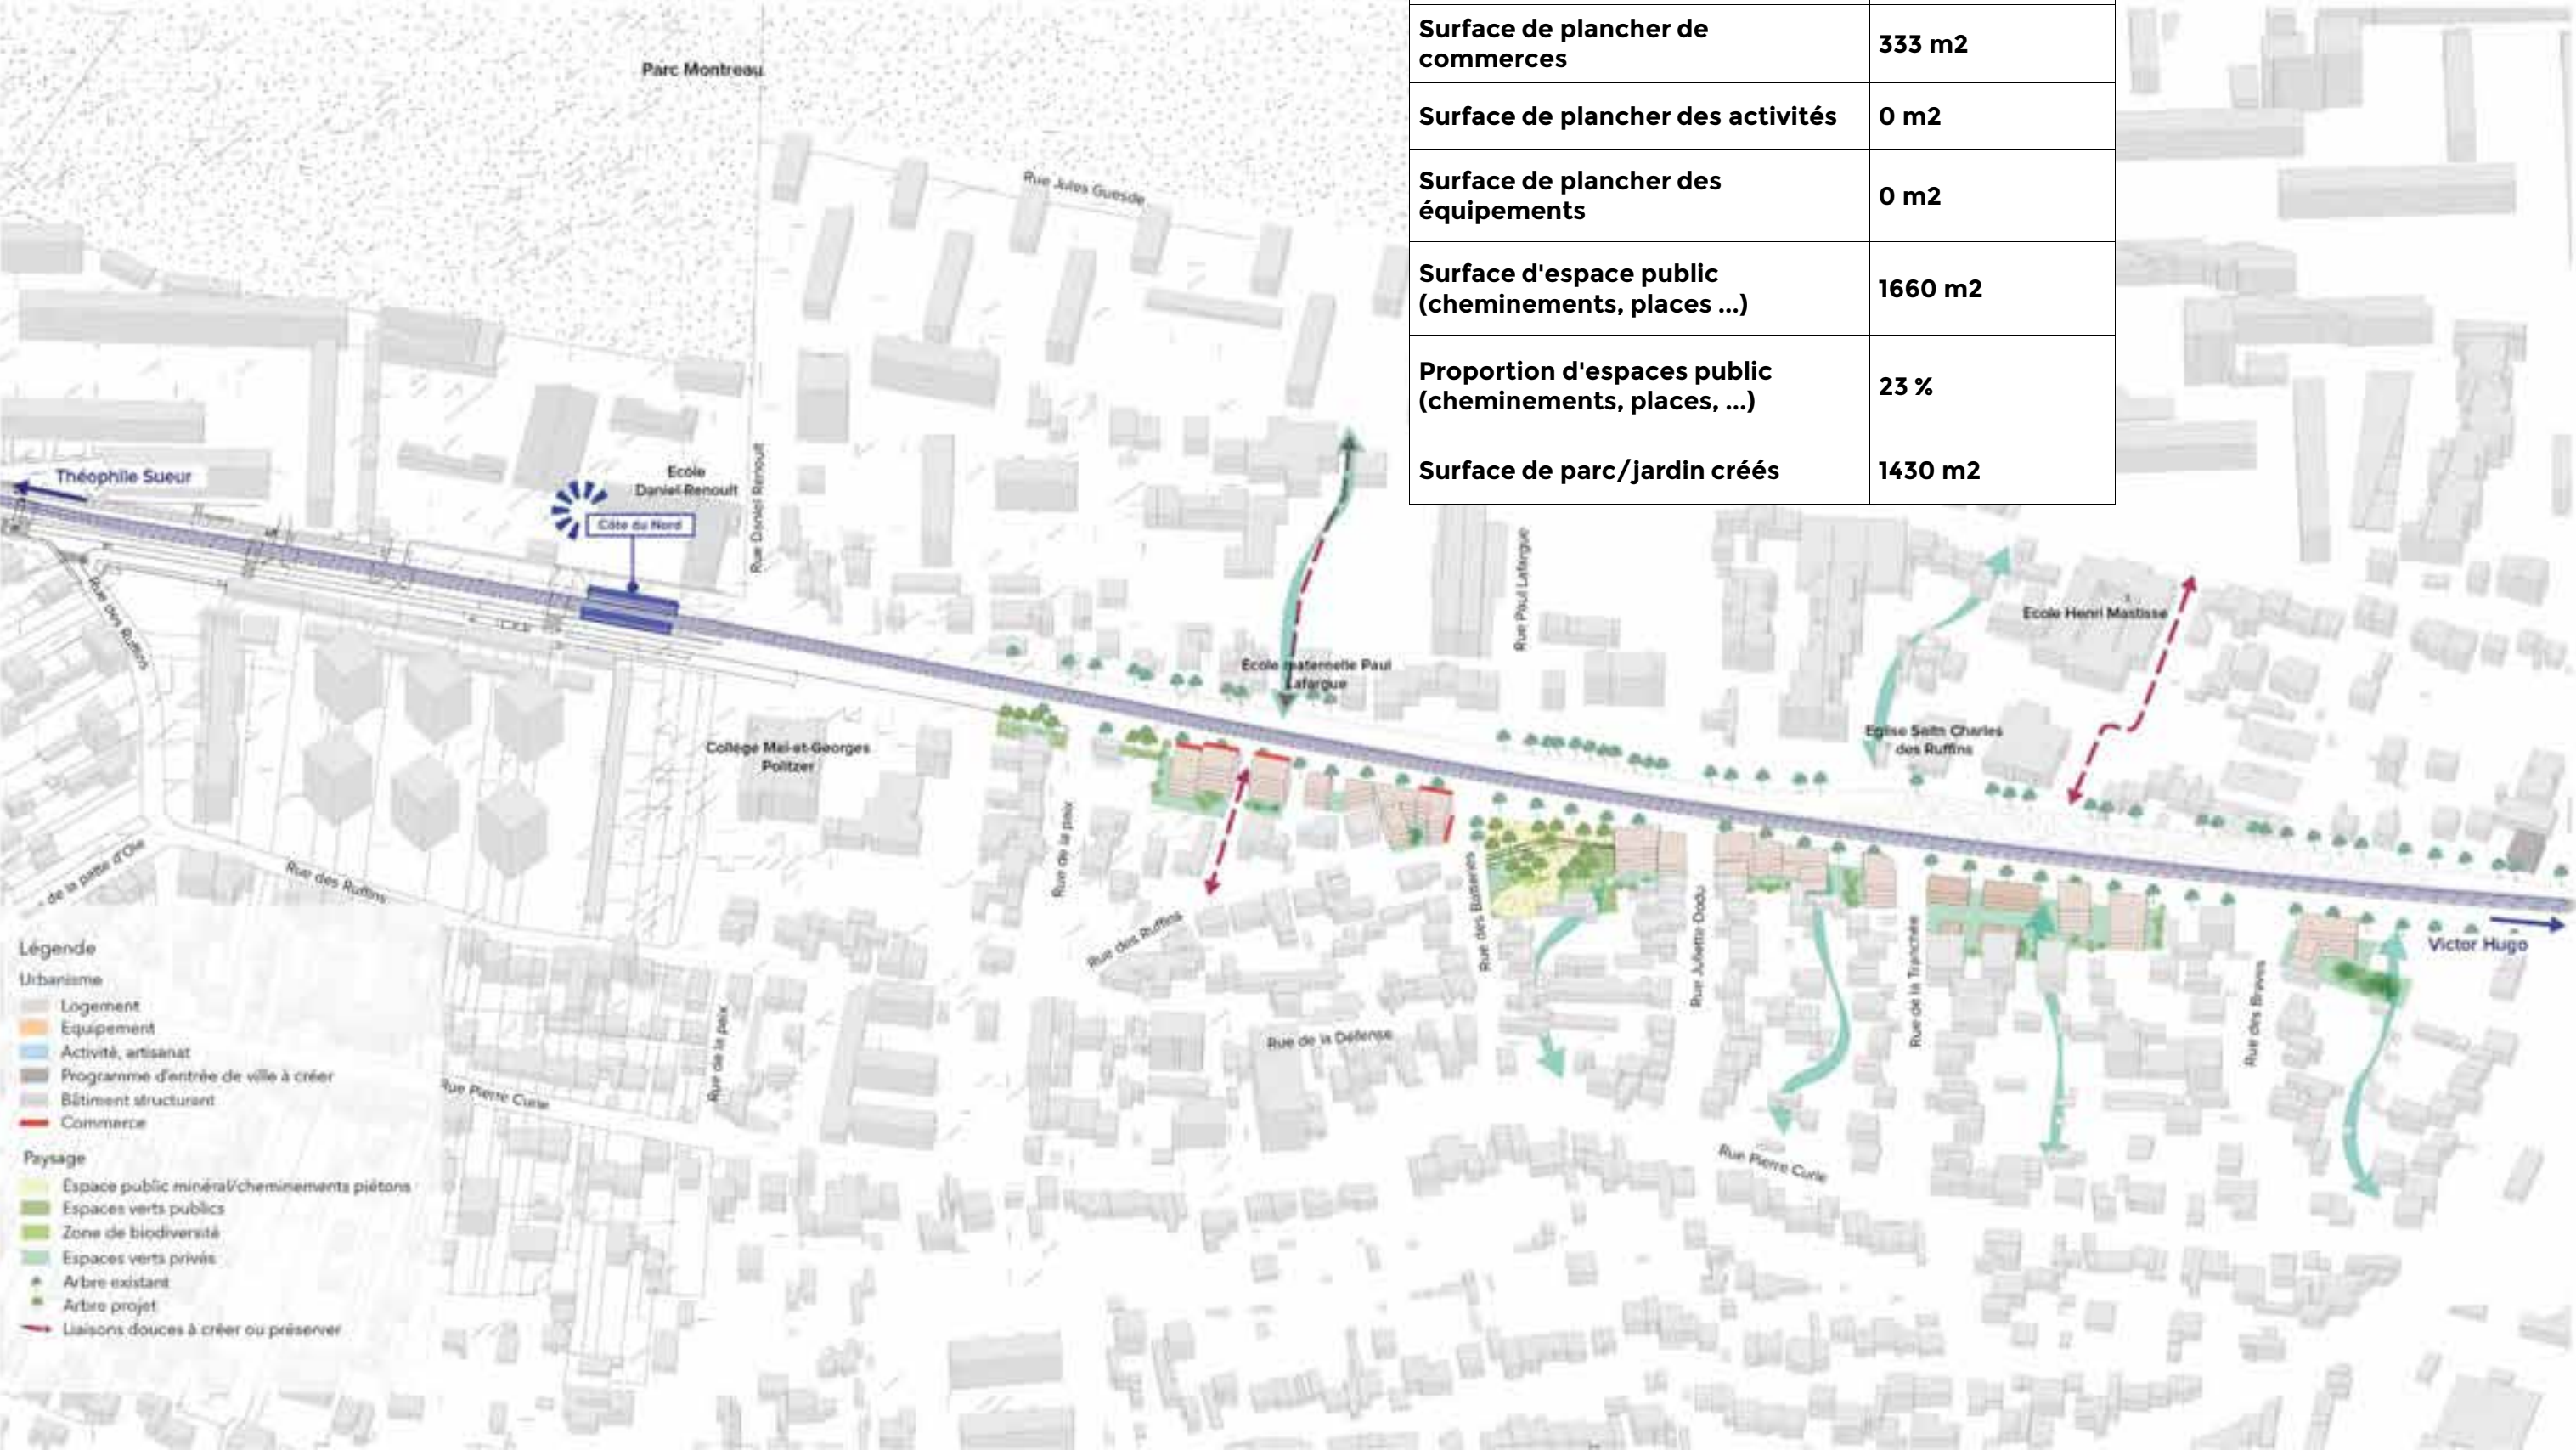 Surface de plancher de
commerces
333 m2
Surface de plancher des activités
0 m2
Surface de plancher des
équipements
0 m2
Surface d'espace public
(cheminements, places ...)
1660 m2
Proportion d'espaces public
(cheminements, places, ...)
23 %
Surface de parc/jardin créés
1430 m2
Parc Montreau
Rue Jules Guesde
Théophile Sueur
Ecole
Daniel Renoult
Côte du Nord
Rue Daniel Renoult
Rue des Ruffins
Ecole maternelle Paul
Lafargue
Rue Paul Lafargue
Ecole Henri Mastisse
Eglise Saitn Charles
des Ruffins
Collège Mai-et-Georges
Politzer
Rue de la paix
Rue des Ruffins
Rue des Ruffins
de la patte d'Oie
Rue des Batteries
Rue Juliette Dodu
Rue de la Tranchée
Rue des Braves
Victor Hugo
Rue de la Défense
Rue de la paix
Rue Pierre Curie
Rue Pierre Curie
Légende
Urbanisme
Logement
Equipement
Activité, artisanat
Programme d'entrée de ville à créer
Bâtiment structurant
Commerce
Paysage
Espace public minéral/cheminements piétons
Espaces verts publics
Zone de biodiversité
Espaces verts privés
Arbre existant
Arbre projet
Liaisons douces à créer ou préserver